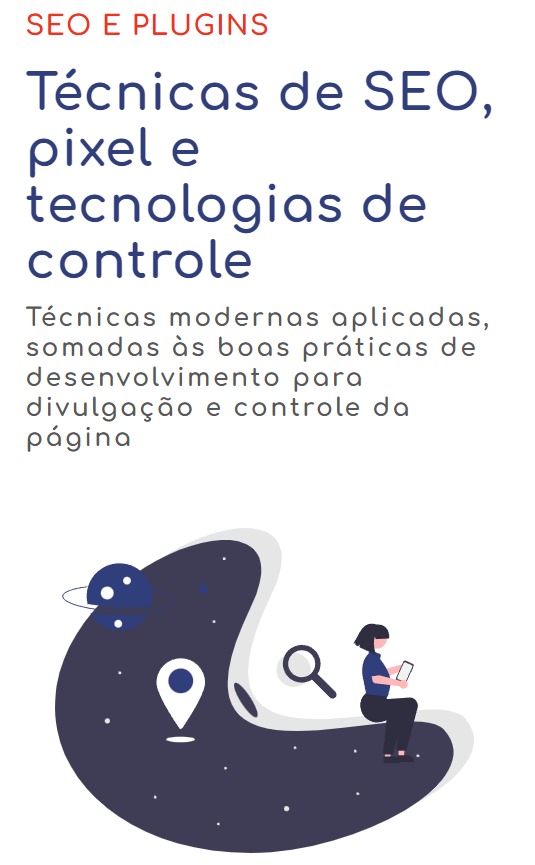 SEO E PLUGINS
Técnicas de SEO,
pixel e
tecnologias de
controle
Técnicas modernas aplicadas,
somadas às boas práticas de
desenvolvimento para
divulgação e controle da
página